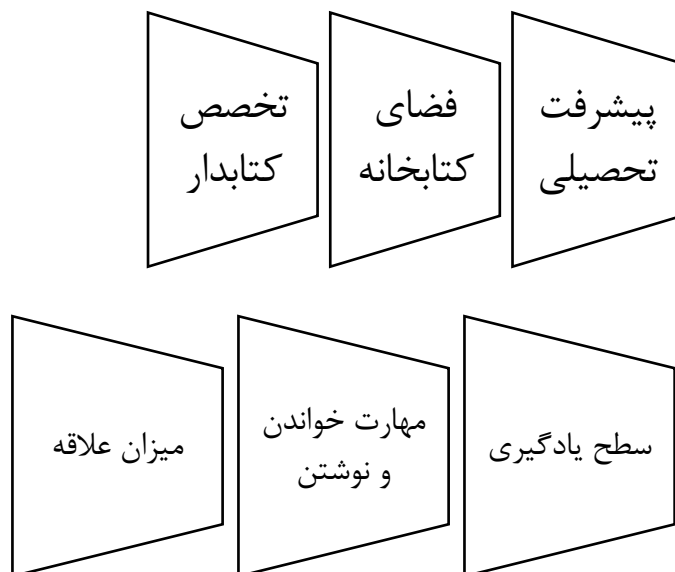 پیشرفت
تحصیلی
فضای
کتابخانه
تخصص
کتابدار
سطح یادگیری
مهارت خواندن
و نوشتن
میزان علاقه